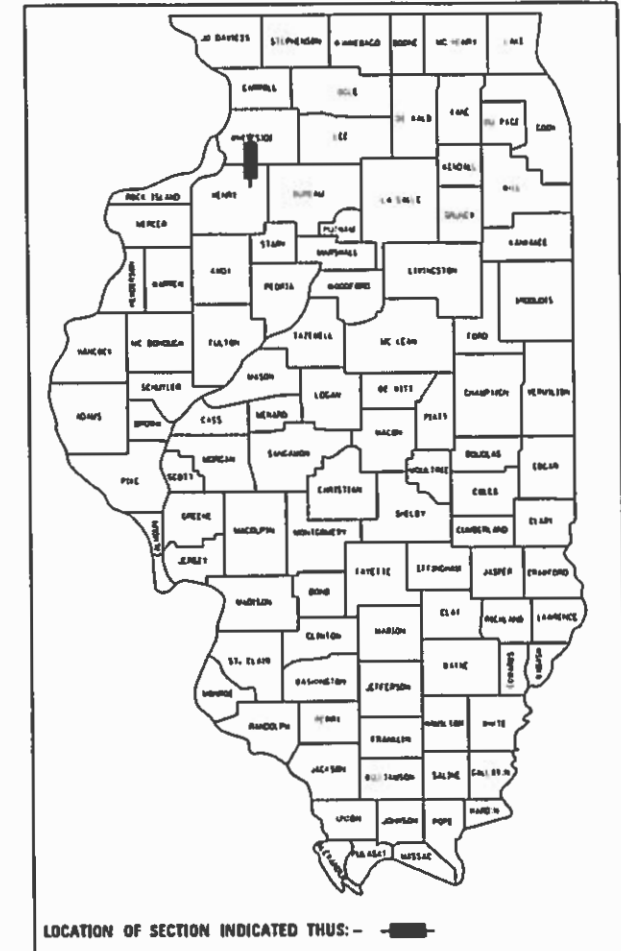 JO DAVIESS STEPHENSON WINNEBAGO BOONE MC HENRY LAKE
CARROLL OGLE
DE KALB KANE DU PAGE COOK
WHITESIDE LEE
KENDALL WILL
ROCK ISLAND HENRY BUREAU LA SALLE GRUNDY
MERCER
STARK PUTNAM KANKAKEE
MARSHALL
HENDERSON WARREN KNOX LIVINGSTON
PEORIA WOODFORD IROQUOIS
HANCOCK MC DONOUGH FULTON TAZEWELL MC LEAN FORD
MASON
SCHUYLER LOGAN DE WITT CHAMPAIGN VERMILION
ADAMS BROWN CASS MENARD PIATT
MACON
MORGAN SANGAMON DOUGLAS
PIKE SCOTT MOULTRIE EDGAR
CHRISTIAN COLES
GREENE MACOUPIN SHELBY
MONTGOMERY CUMBERLAND CLARK
CALHOUN JERSEY
FAYETTE EFFINGHAM JASPER CRAWFORD
MADISON BOND
CLAY RICHLAND LAWRENCE
CLINTON MARION
ST. CLAIR WAYNE EDWARDS WABASH
WASHINGTON JEFFERSON
MONROE
RANDOLPH PERRY HAMILTON WHITE
FRANKLIN
JACKSON WILLIAMSON SALINE GALLATIN
UNION JOHNSON POPE HARDIN
ALEXANDER PULASKI MASSAC
LOCATION OF SECTION INDICATED THUS: –